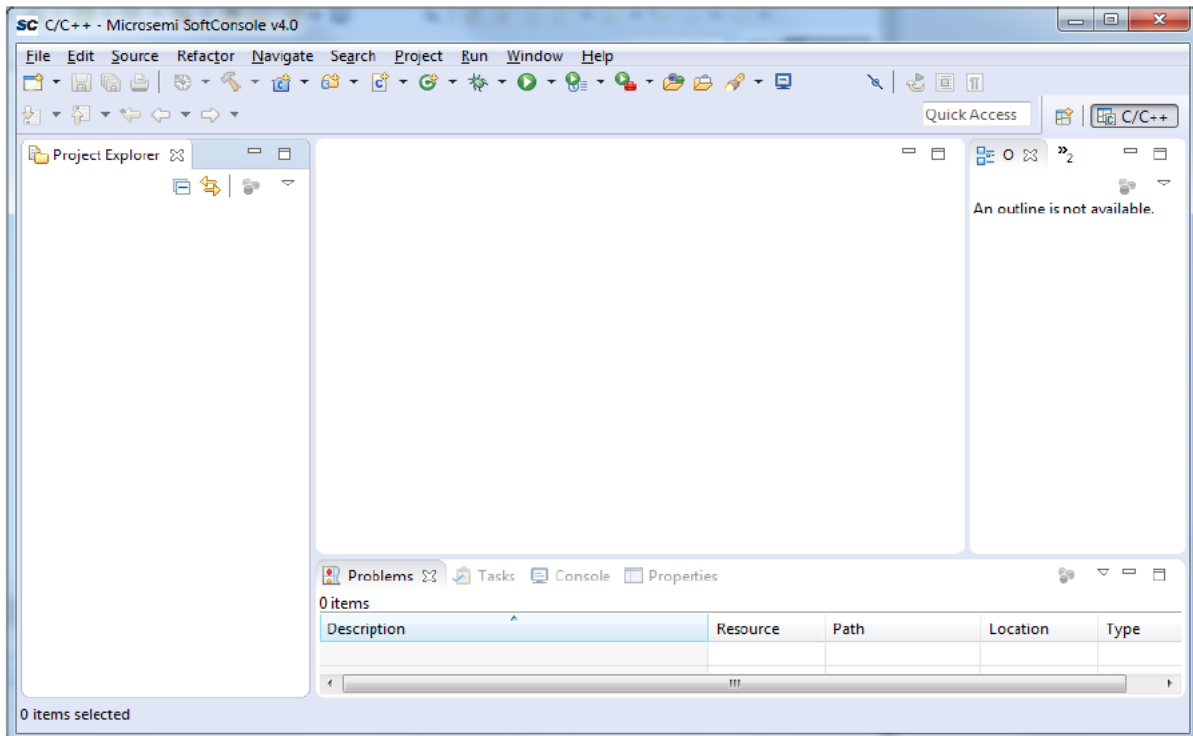 SC C/C++ - Microsemi SoftConsole v4.0
File Edit Source Refactor Navigate Search Project Run Window Help
Quick Access C/C++
Project Explorer
O »2
An outline is not available.
Problems Tasks Console Properties
0 items
Description Resource Path Location Type
0 items selected